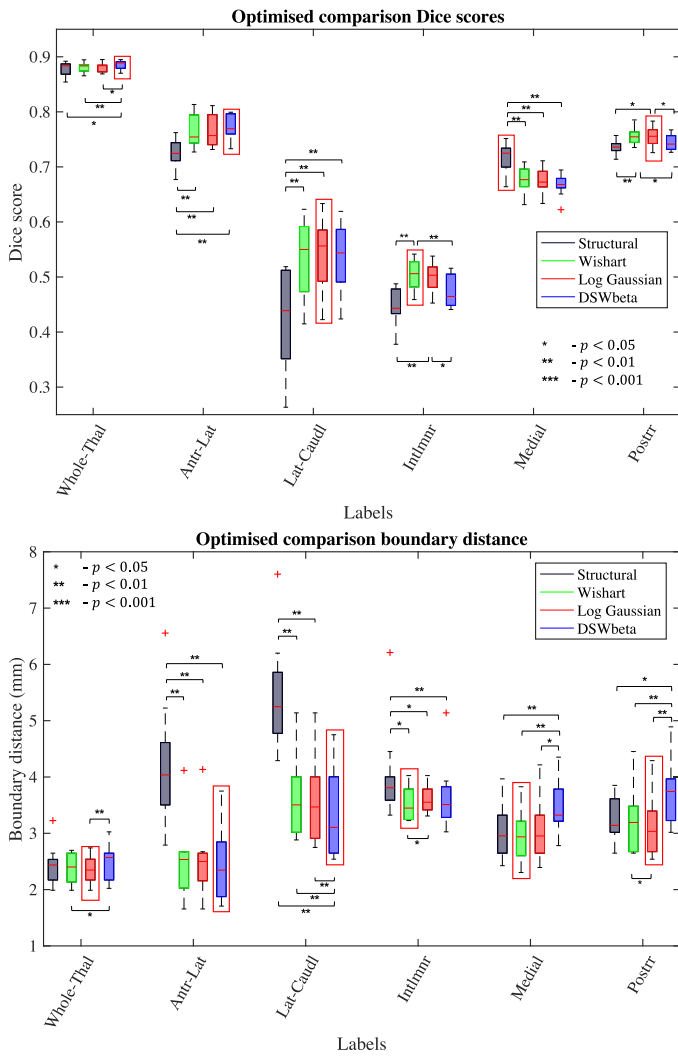 Optimised comparison Dice scores
0.9
0.8
0.7
0.6
0.5
0.4
0.3
Dice score
*
**
*
**
**
**
**
**
**
**
**
**
*
**
**
**
*
*
**
*
Structural
Wishart
Log Gaussian
DSWbeta
* - p < 0.05
** - p < 0.01
*** - p < 0.001
Whole-Thal
Antr-Lat
Lat-Caudl
Intlmnr
Medial
Postrr
Labels
Optimised comparison boundary distance
8
7
6
5
4
3
2
1
Boundary distance (mm)
* - p < 0.05
** - p < 0.01
*** - p < 0.001
Structural
Wishart
Log Gaussian
DSWbeta
**
*
**
**
**
**
**
**
**
**
**
*
*
*
**
**
*
*
**
**
*
Whole-Thal
Antr-Lat
Lat-Caudl
Intlmnr
Medial
Postrr
Labels